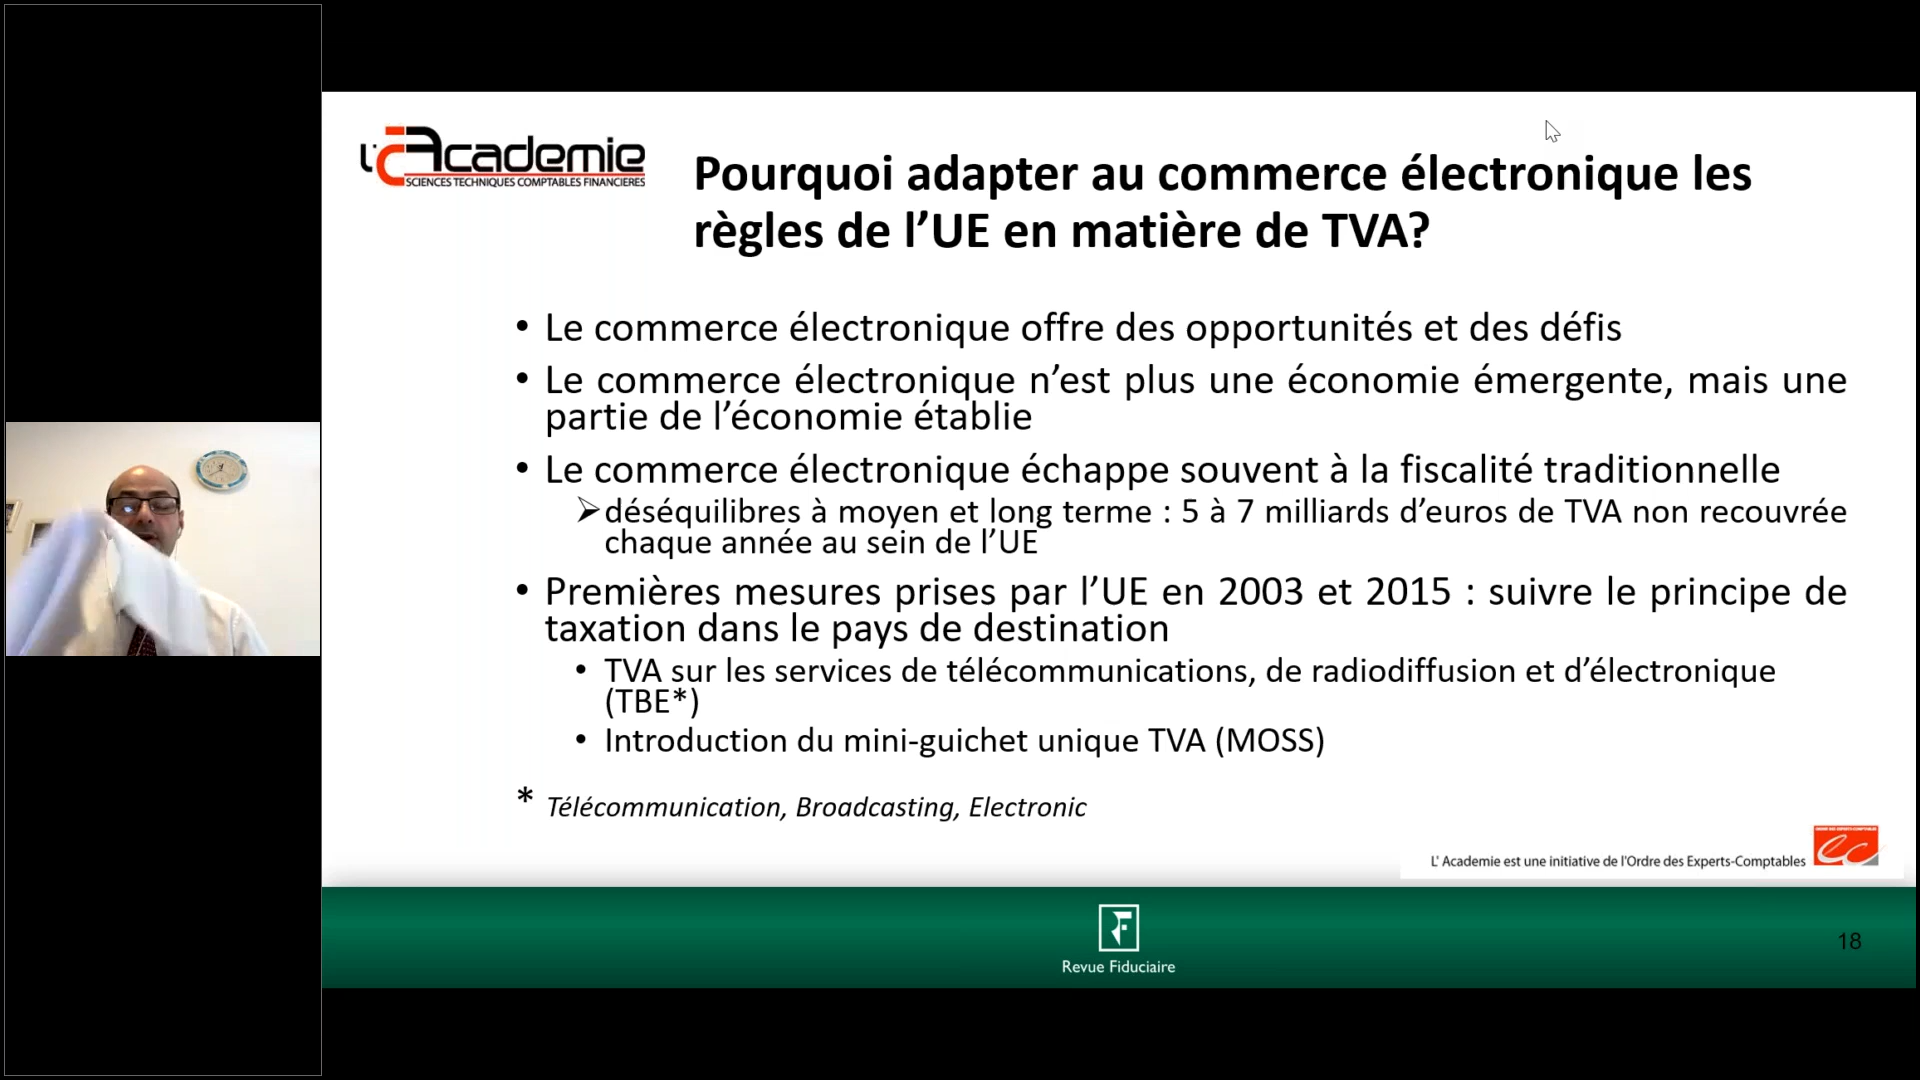 L'Academie
SCIENCES TECHNIQUES COMPTABLES FINANCIERES
Pourquoi adapter au commerce électronique les
règles de l’UE en matière de TVA?
• Le commerce électronique offre des opportunités et des défis
• Le commerce électronique n’est plus une économie émergente, mais une
partie de l’économie établie
• Le commerce électronique échappe souvent à la fiscalité traditionnelle
➢déséquilibres à moyen et long terme : 5 à 7 milliards d’euros de TVA non recouvrée
chaque année au sein de l’UE
• Premières mesures prises par l’UE en 2003 et 2015 : suivre le principe de
taxation dans le pays de destination
• TVA sur les services de télécommunications, de radiodiffusion et d’électronique
(TBE*)
• Introduction du mini-guichet unique TVA (MOSS)
* Télécommunication, Broadcasting, Electronic
ORDRE DES EXPERTS-COMPTABLES
ec
L' Academie est une initiative de l'Ordre des Experts-Comptables
RF
Revue Fiduciaire
18